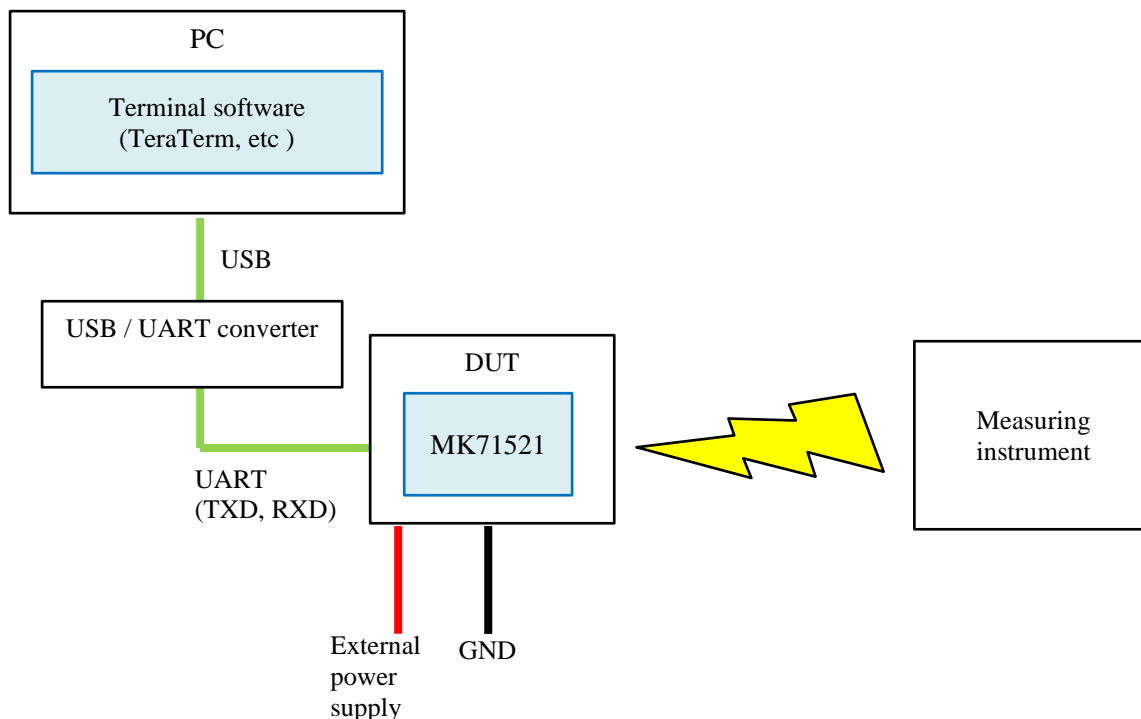 PC
Terminal software
(TeraTerm, etc )
USB
USB / UART converter
DUT
MK71521
Measuring
instrument
UART
(TXD, RXD)
External
power
supply
GND